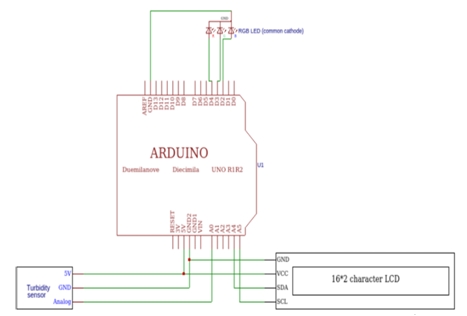 RGB LED (common cathode)
AREF
GND
D13
D12
D11
D10
D9
D8
D7
D6
D5
D4
D3
D2
D1
D0
ARDUINO
Duemilanove Diecimila UNO R1R2
U1
RESET
3V
5V
GND2
GND1
VIN
A0
A1
A2
A3
A4
A5
Turbidity
sensor
5V
GND
Analog
GND
VCC
SDA
SCL
16*2 character LCD